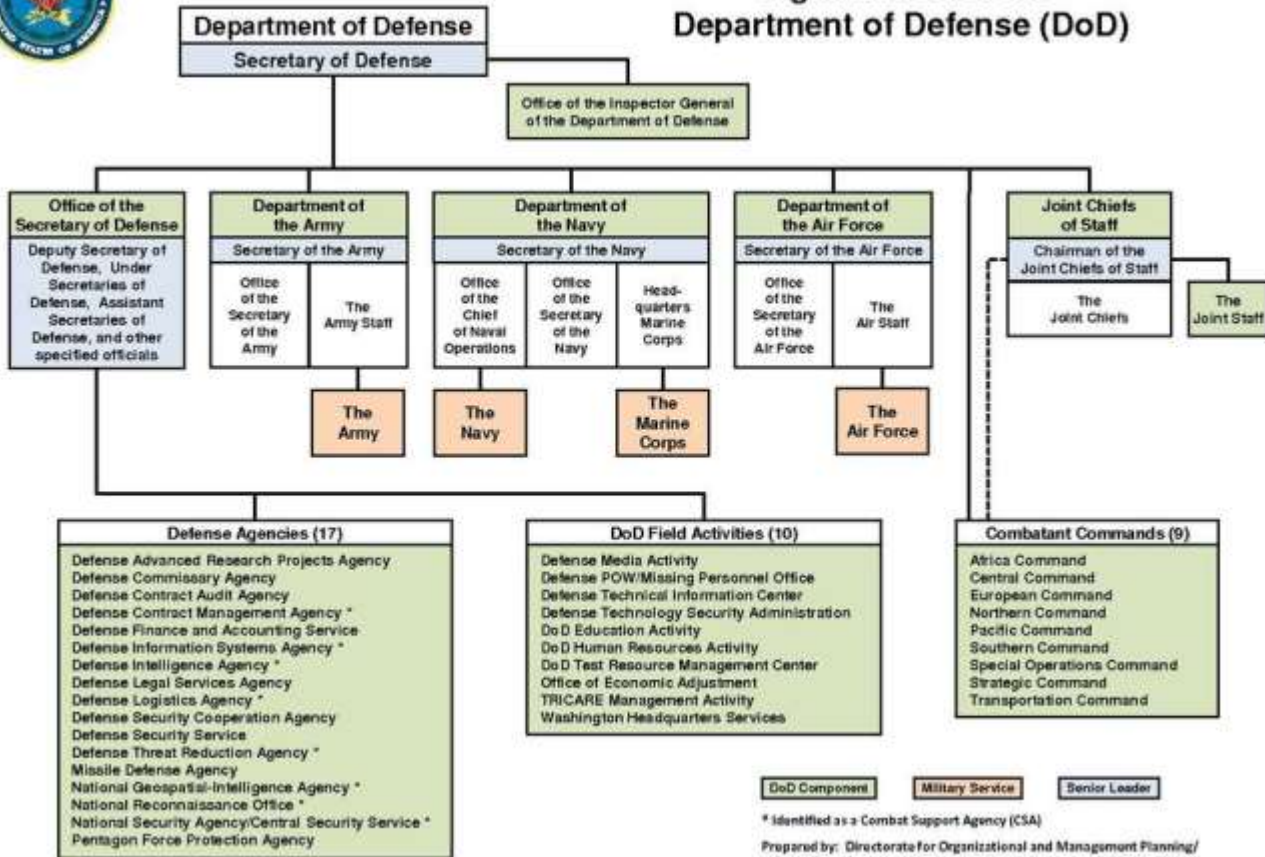 Department of Defense (DoD)
Department of Defense
Secretary of Defense
Office of the Inspector General
of the Department of Defense
Office of the
Secretary of Defense
Deputy Secretary of
Defense, Under
Secretaries of
Defense, Assistant
Secretaries of
Defense, and other
specified officials
Department of
the Army
Secretary of the Army
Office
of the
Secretary
of the
Army
The
Army Staff
Department of
the Navy
Secretary of the Navy
Office
of the
Chief
of Naval
Operations
Office
of the
Secretary
of the
Navy
Head-
quarters
Marine
Corps
Department of
the Air Force
Secretary of the Air Force
Office
of the
Secretary
of the
Air Force
The
Air Staff
Joint Chiefs
of Staff
Chairman of the
Joint Chiefs of Staff
The
Joint Chiefs
The
Joint Staff
The
Army
The
Navy
The
Marine
Corps
The
Air Force
Defense Agencies (17)
Defense Advanced Research Projects Agency
Defense Commissary Agency
Defense Contract Audit Agency
Defense Contract Management Agency *
Defense Finance and Accounting Service
Defense Information Systems Agency *
Defense Intelligence Agency *
Defense Legal Services Agency
Defense Logistics Agency *
Defense Security Cooperation Agency
Defense Security Service
Defense Threat Reduction Agency *
Missile Defense Agency
National Geospatial-Intelligence Agency *
National Reconnaissance Office *
National Security Agency/Central Security Service *
Pentagon Force Protection Agency
DoD Field Activities (10)
Defense Media Activity
Defense POW/Missing Personnel Office
Defense Technical Information Center
Defense Technology Security Administration
DoD Education Activity
DoD Human Resources Activity
DoD Test Resource Management Center
Office of Economic Adjustment
TRICARE Management Activity
Washington Headquarters Services
Combatant Commands (9)
Africa Command
Central Command
European Command
Northern Command
Pacific Command
Southern Command
Special Operations Command
Strategic Command
Transportation Command
DoD Component
Military Service
Senior Leader
* Identified as a Combat Support Agency (CSA)
Prepared by: Directorate for Organizational and Management Planning/